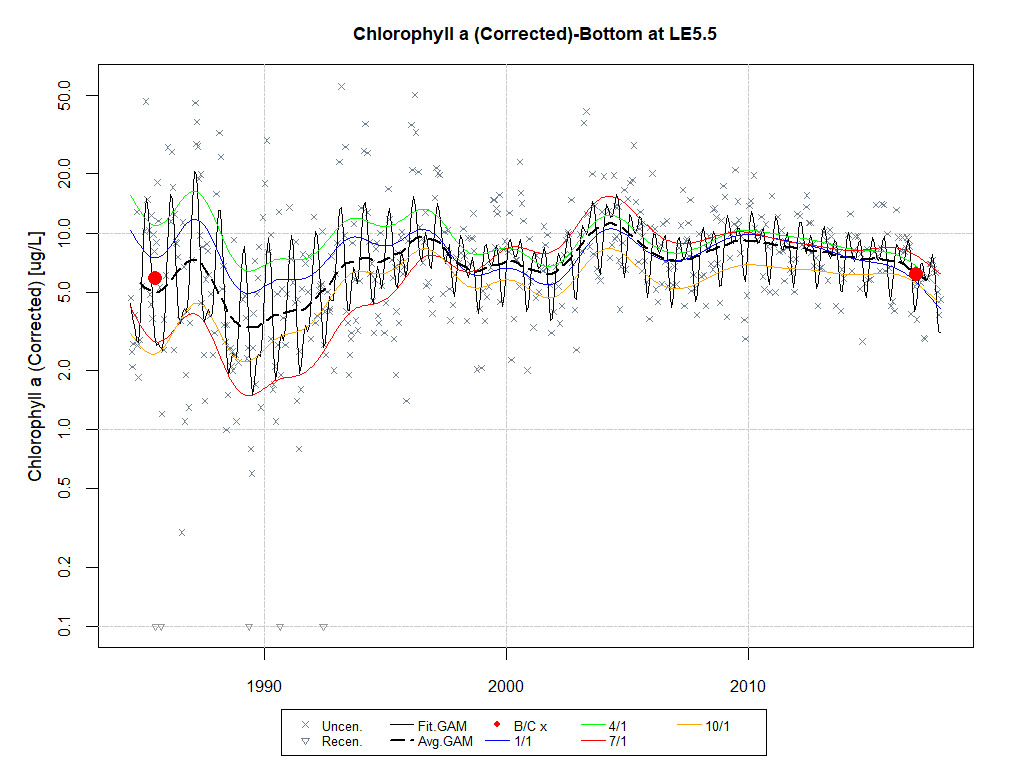 Chlorophyll a (Corrected)-Bottom at LE5.5
Chlorophyll a (Corrected) [ug/L]
50.0
20.0
10.0
5.0
2.0
1.0
0.5
0.2
0.1
1990 2000 2010
Uncen. Fit.GAM B/C x 4/1 10/1
Recen. Avg.GAM 1/1 7/1